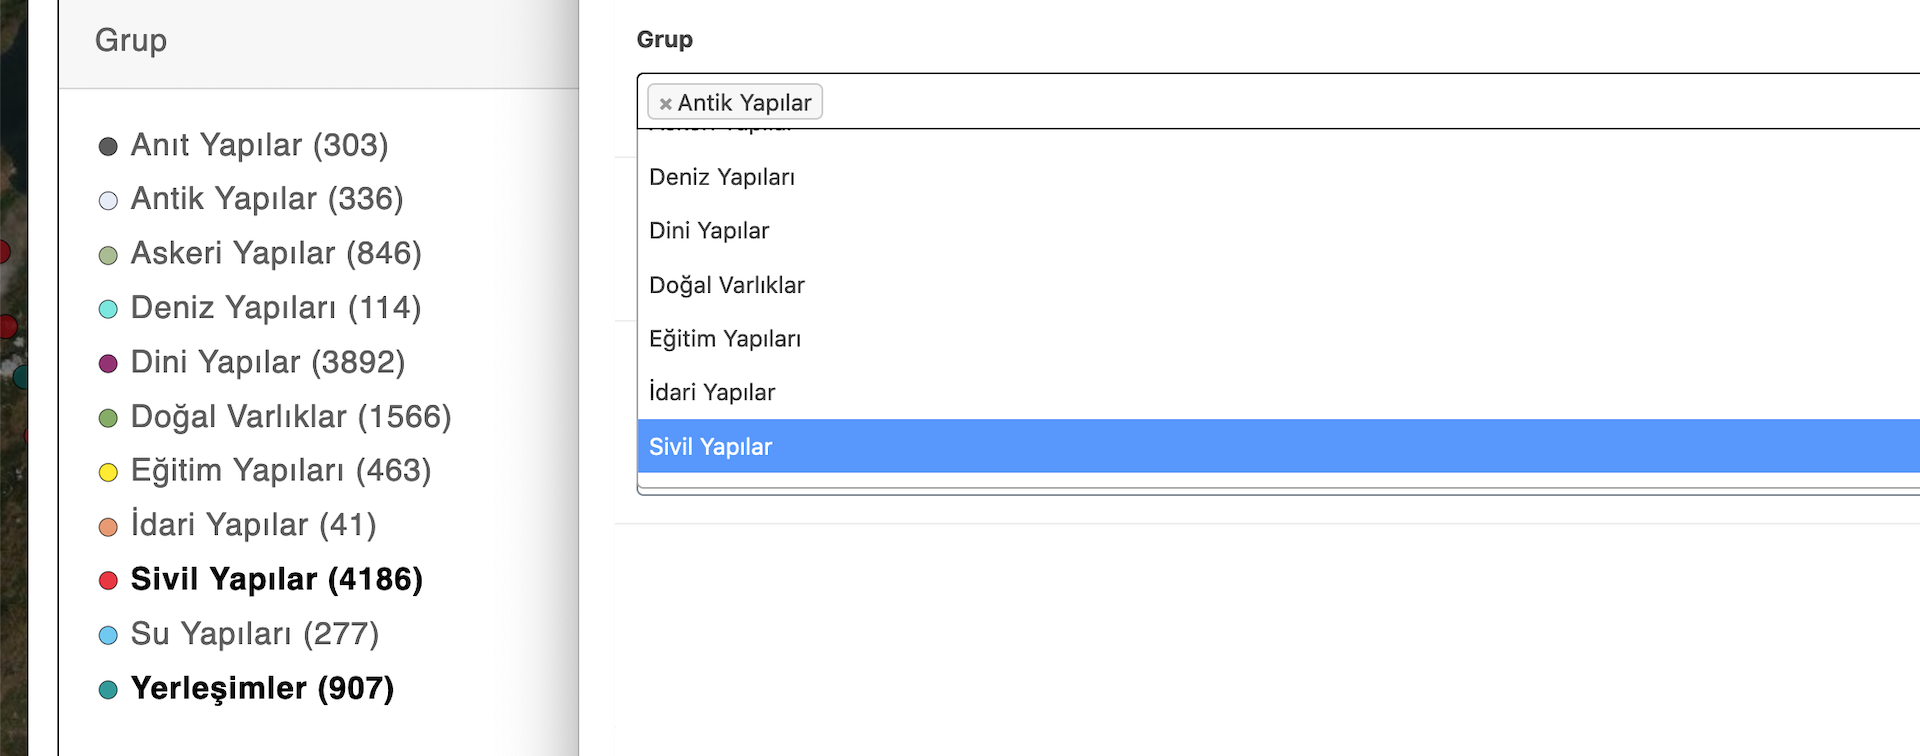 Grup
Anıt Yapılar (303)
Antik Yapılar (336)
Askeri Yapılar (846)
Deniz Yapıları (114)
Dini Yapılar (3892)
Doğal Varlıklar (1566)
Eğitim Yapıları (463)
İdari Yapılar (41)
Sivil Yapılar (4186)
Su Yapıları (277)
Yerleşimler (907)
Grup
× Antik Yapılar
Askeri Yapılar
Deniz Yapıları
Dini Yapılar
Doğal Varlıklar
Eğitim Yapıları
İdari Yapılar
Sivil Yapılar